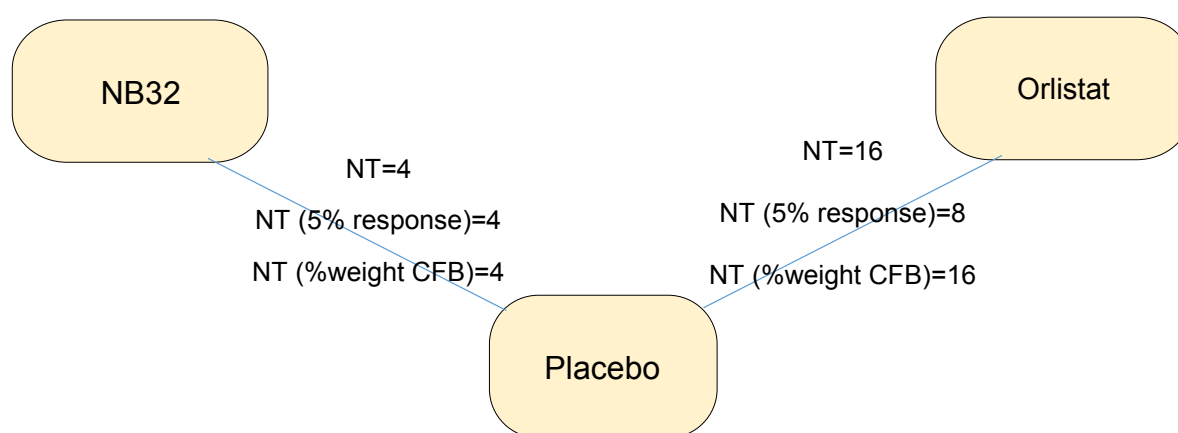 NB32
Orlistat
NT=4
NT (5% response)=4
NT (%weight CFB)=4
NT=16
NT (5% response)=8
NT (%weight CFB)=16
Placebo